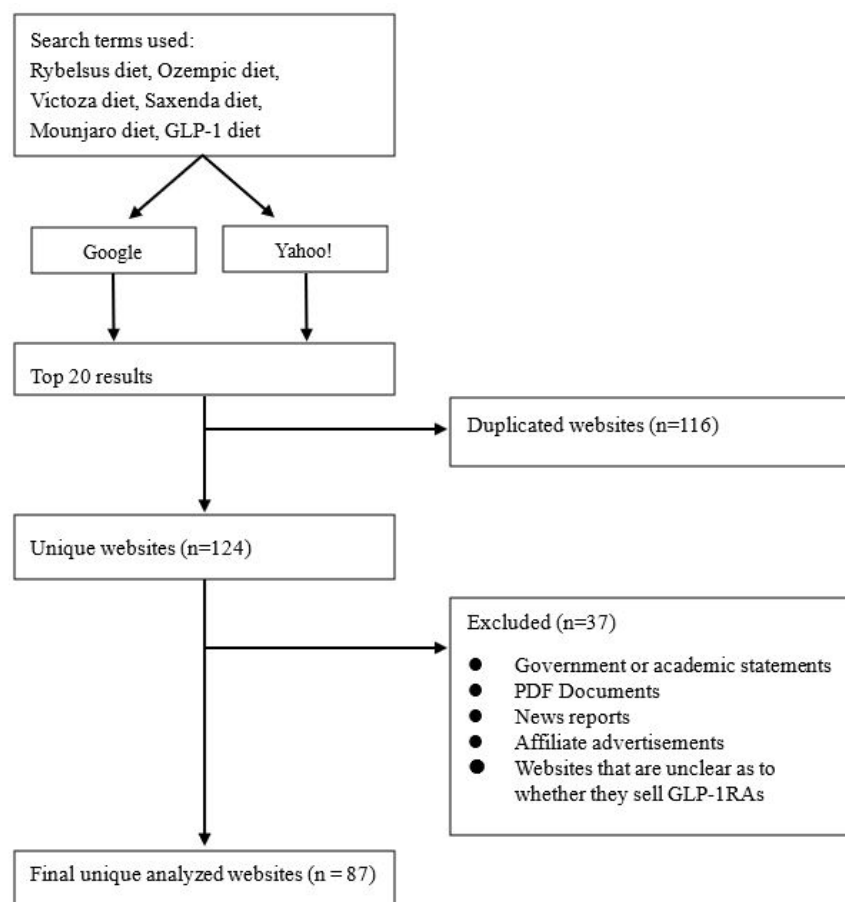 Search terms used:
Rybelsus diet, Ozempic diet,
Victoza diet, Saxenda diet,
Mounjaro diet, GLP-1 diet
Google
Yahoo!
Top 20 results
Duplicated websites (n=116)
Unique websites (n=124)
Excluded (n=37)
● Government or academic statements
● PDF Documents
● News reports
● Affiliate advertisements
● Websites that are unclear as to
whether they sell GLP-1RAs
Final unique analyzed websites (n = 87)